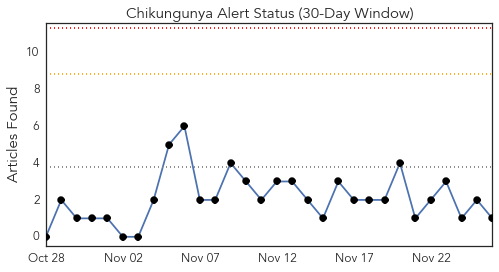 Chikungunya Alert Status (30-Day Window)
Articles Found
10
8
6
4
2
0
Oct 28
Nov 02
Nov 07
Nov 12
Nov 17
Nov 22